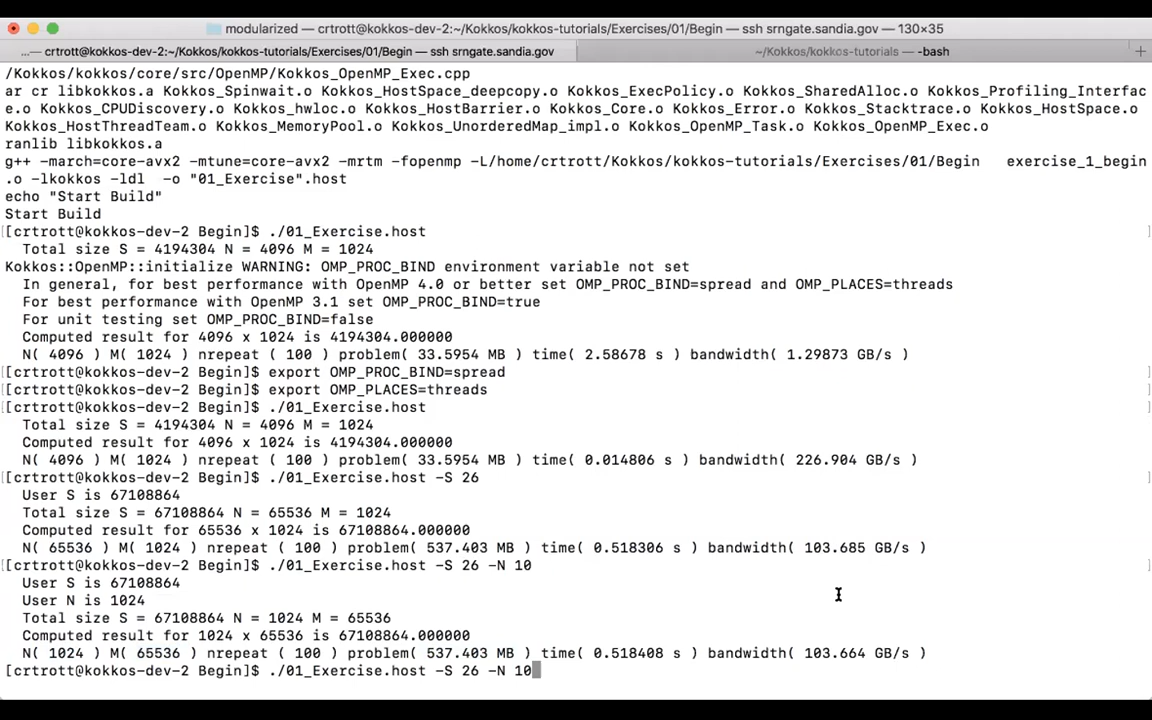 modularized — crtrott@kokkos-dev-2:~/Kokkos/kokkos-tutorials/Exercises/01/Begin — ssh srngate.sandia.gov — 130×35
...— crtrott@kokkos-dev-2:~/Kokkos/kokkos-tutorials/Exercises/01/Begin — ssh srngate.sandia.gov
~/Kokkos/kokkos-tutorials — -bash
+
/Kokkos/kokkos/core/src/OpenMP/Kokkos_OpenMP_Exec.cpp
ar cr libkokkos.a Kokkos_Spinwait.o Kokkos_HostSpace_deepcopy.o Kokkos_ExecPolicy.o Kokkos_SharedAlloc.o Kokkos_Profiling_Interfac
e.o Kokkos_CPUDiscovery.o Kokkos_hwloc.o Kokkos_HostBarrier.o Kokkos_Core.o Kokkos_Error.o Kokkos_Stacktrace.o Kokkos_HostSpace.o
Kokkos_HostThreadTeam.o Kokkos_MemoryPool.o Kokkos_UnorderedMap_impl.o Kokkos_OpenMP_Task.o Kokkos_OpenMP_Exec.o
ranlib libkokkos.a
g++ -march=core-avx2 -mtune=core-avx2 -mrtm -fopenmp -L/home/crtrott/Kokkos/kokkos-tutorials/Exercises/01/Begin   exercise_1_begin
.o -lkokkos -ldl  -o "01_Exercise".host
echo "Start Build"
Start Build
[crtrott@kokkos-dev-2 Begin]$ ./01_Exercise.host
  Total size S = 4194304 N = 4096 M = 1024
Kokkos::OpenMP::initialize WARNING: OMP_PROC_BIND environment variable not set
  In general, for best performance with OpenMP 4.0 or better set OMP_PROC_BIND=spread and OMP_PLACES=threads
  For best performance with OpenMP 3.1 set OMP_PROC_BIND=true
  For unit testing set OMP_PROC_BIND=false
  Computed result for 4096 x 1024 is 4194304.000000
  N( 4096 ) M( 1024 ) nrepeat ( 100 ) problem( 33.5954 MB ) time( 2.58678 s ) bandwidth( 1.29873 GB/s )
[crtrott@kokkos-dev-2 Begin]$ export OMP_PROC_BIND=spread
[crtrott@kokkos-dev-2 Begin]$ export OMP_PLACES=threads
[crtrott@kokkos-dev-2 Begin]$ ./01_Exercise.host
  Total size S = 4194304 N = 4096 M = 1024
  Computed result for 4096 x 1024 is 4194304.000000
  N( 4096 ) M( 1024 ) nrepeat ( 100 ) problem( 33.5954 MB ) time( 0.014806 s ) bandwidth( 226.904 GB/s )
[crtrott@kokkos-dev-2 Begin]$ ./01_Exercise.host -S 26
  User S is 67108864
  Total size S = 67108864 N = 65536 M = 1024
  Computed result for 65536 x 1024 is 67108864.000000
  N( 65536 ) M( 1024 ) nrepeat ( 100 ) problem( 537.403 MB ) time( 0.518306 s ) bandwidth( 103.685 GB/s )
[crtrott@kokkos-dev-2 Begin]$ ./01_Exercise.host -S 26 -N 10
  User S is 67108864
  User N is 1024
  Total size S = 67108864 N = 1024 M = 65536
  Computed result for 1024 x 65536 is 67108864.000000
  N( 1024 ) M( 65536 ) nrepeat ( 100 ) problem( 537.403 MB ) time( 0.518408 s ) bandwidth( 103.664 GB/s )
[crtrott@kokkos-dev-2 Begin]$ ./01_Exercise.host -S 26 -N 10